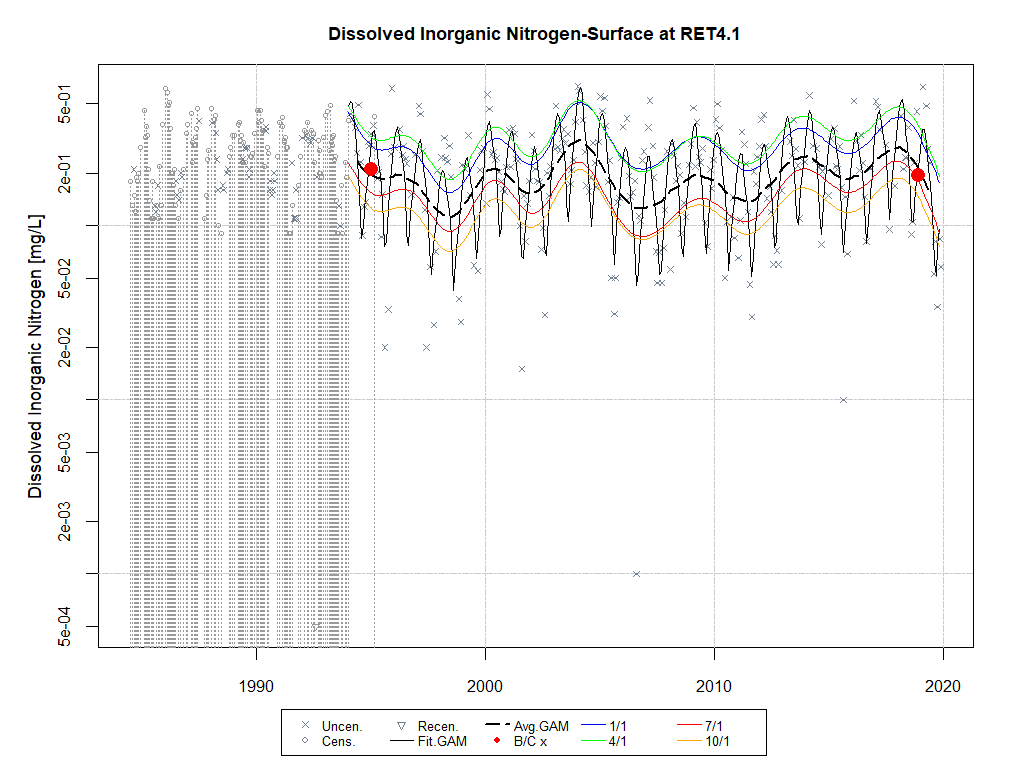 Dissolved Inorganic Nitrogen-Surface at RET4.1
Dissolved Inorganic Nitrogen [mg/L]
5e-01
2e-01
5e-02
2e-02
5e-03
2e-03
5e-04
1990 2000 2010 2020
Uncen. Recen. Avg.GAM 1/1 7/1
Cens. Fit.GAM B/C x 4/1 10/1